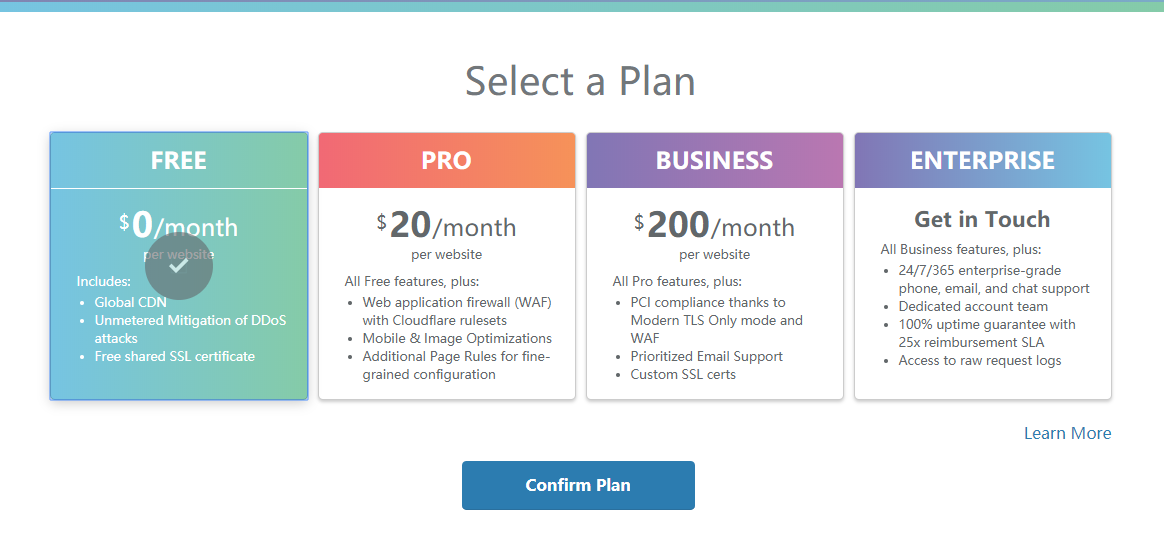 Select a Plan
FREE
$0/month
per website
Includes:
Global CDN
Unmetered Mitigation of DDoS
attacks
Free shared SSL certificate
PRO
$20/month
per website
All Free features, plus:
Web application firewall (WAF)
with Cloudflare rulesets
Mobile & Image Optimizations
Additional Page Rules for fine-
grained configuration
BUSINESS
$200/month
per website
All Pro features, plus:
PCI compliance thanks to
Modern TLS Only mode and
WAF
Prioritized Email Support
Custom SSL certs
ENTERPRISE
Get in Touch
All Business features, plus:
24/7/365 enterprise-grade
phone, email, and chat support
Dedicated account team
100% uptime guarantee with
25x reimbursement SLA
Access to raw request logs
Learn More
Confirm Plan